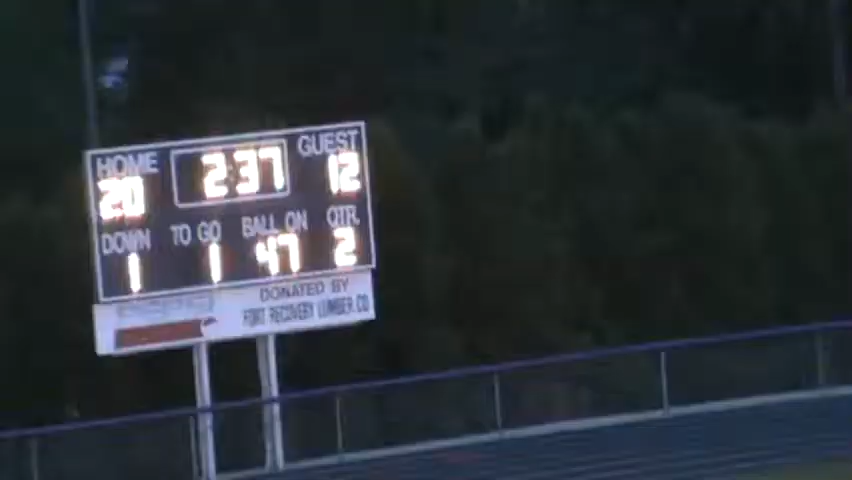 HOME 2:37 GUEST
20 12
DOWN TO GO BALL ON QTR.
1 1 47 2
DONATED BY
FORT RECOVERY LUMBER CO